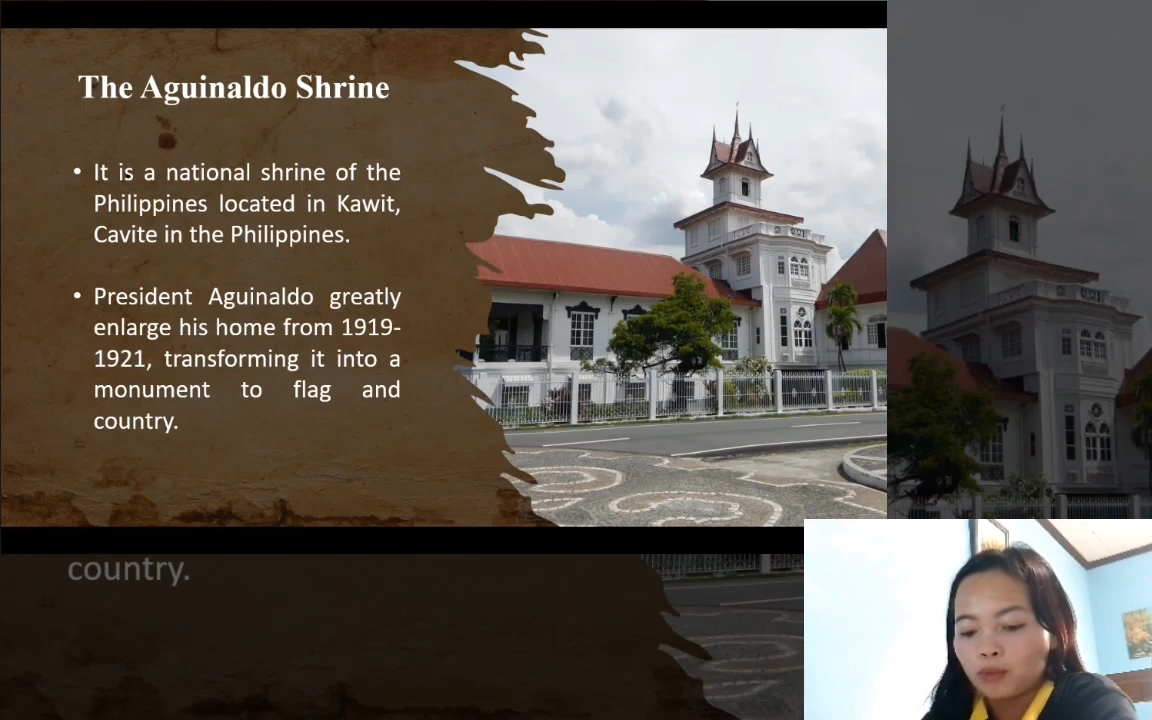 The Aguinaldo Shrine
• It is a national shrine of the
Philippines located in Kawit,
Cavite in the Philippines.
• President Aguinaldo greatly
enlarge his home from 1919-
1921, transforming it into a
monument to flag and
country.
country.